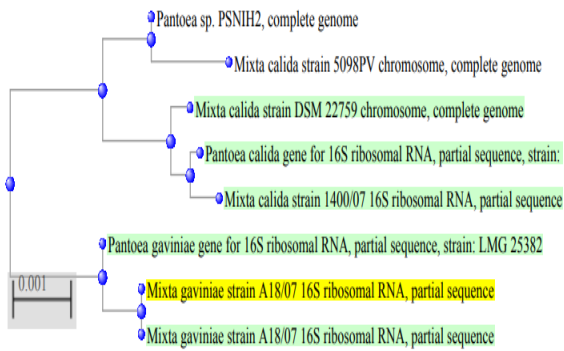 Pantoea sp. PSNIH2, complete genome
Mixta calida strain 5098PV chromosome, complete genome
Mixta calida strain DSM 22759 chromosome, complete genome
Pantoea calida gene for 16S ribosomal RNA, partial sequence, strain:
Mixta calida strain 1400/07 16S ribosomal RNA, partial sequence
Pantoea gaviniae gene for 16S ribosomal RNA, partial sequence, strain: LMG 25382
0.001
Mixta gaviniae strain A18/07 16S ribosomal RNA, partial sequence
Mixta gaviniae strain A18/07 16S ribosomal RNA, partial sequence